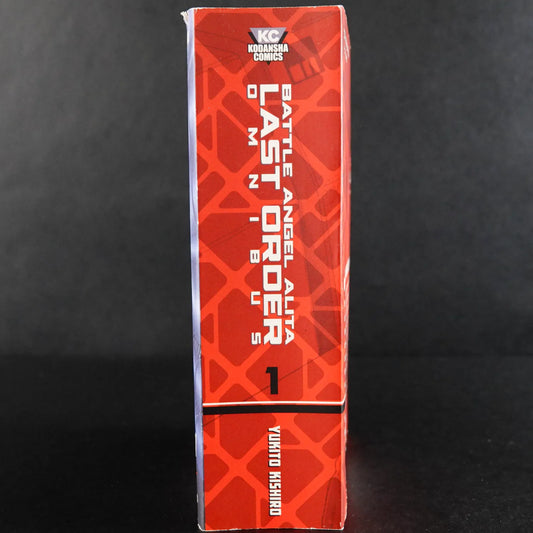 KC
KODANSHA
COMICS
BATTLE ANGEL ALITA
LAST ORDER
OMNIBUS
1
YUKITO KISHIRO